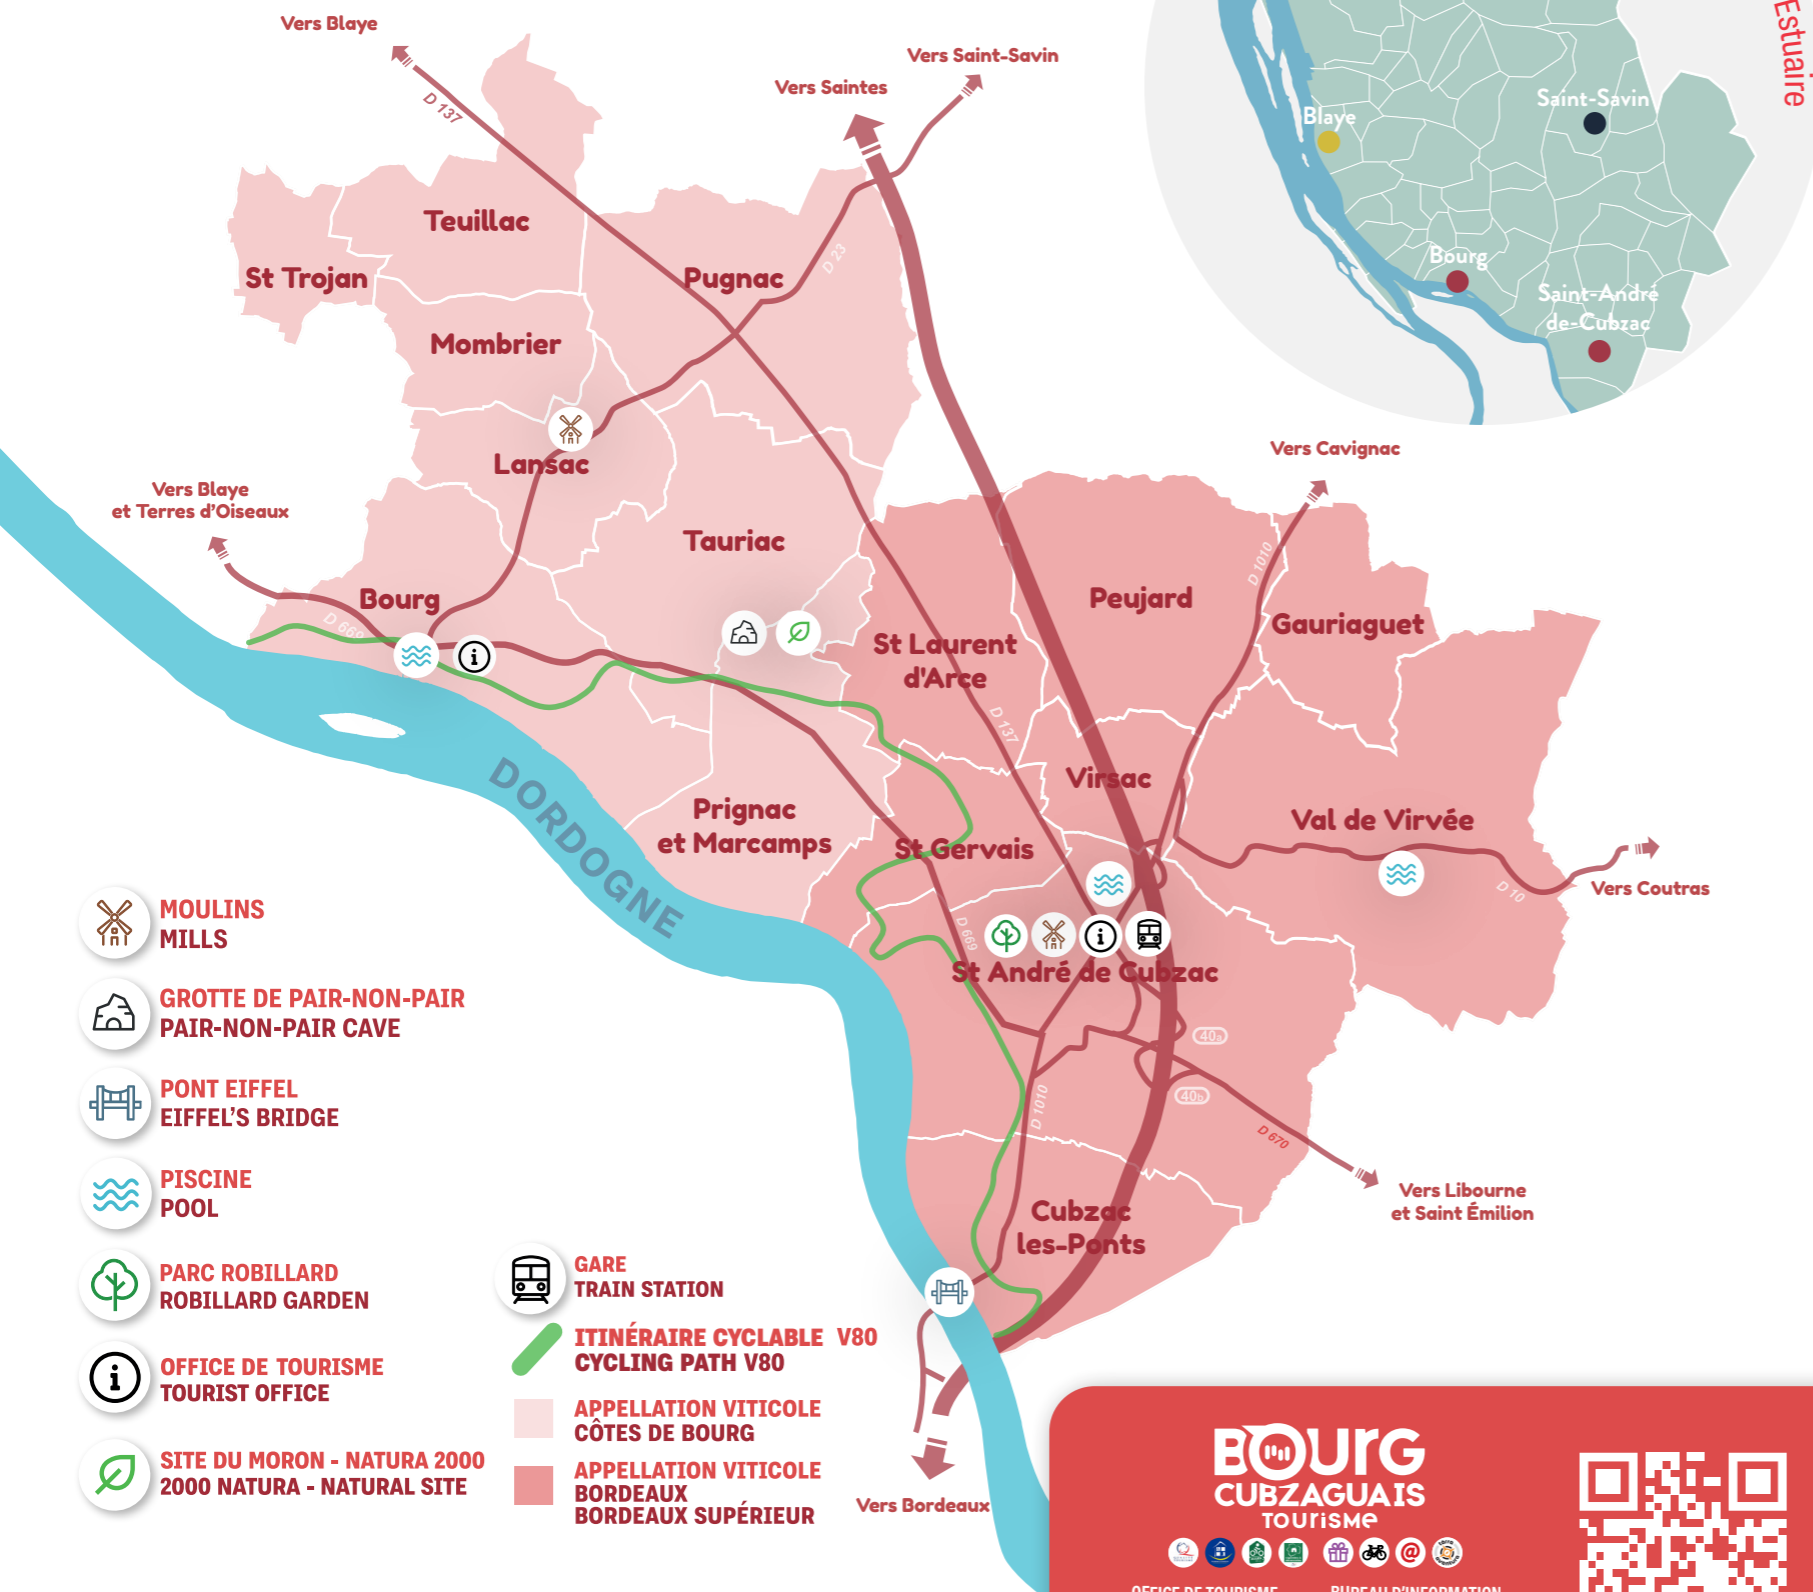 Vers Blaye
Vers Saint-Savin
Vers Saintes
D 137
Estuaire
Saint-Savin
Blaye
Bourg
Saint-André
de-Cubzac
Teuillac
St Trojan
Pugnac
D 23
Mombrier
Lansac
Vers Cavignac
Vers Blaye
et Terres d'Oiseaux
Tauriac
D 1010
Bourg
D 669
Peujard
Gauriaguet
St Laurent
d'Arce
D 137
Virsac
DORDOGNE
Prignac
et Marcamps
St Gervais
Val de Virvée
D 10
Vers Coutras
D 669
St André de Cubzac
40a
40b
D 1010
D 670
Vers Libourne
et Saint Émilion
Cubzac
les-Ponts
Vers Bordeaux
MOULINS
MILLS
GROTTE DE PAIR-NON-PAIR
PAIR-NON-PAIR CAVE
PONT EIFFEL
EIFFEL'S BRIDGE
PISCINE
POOL
PARC ROBILLARD
ROBILLARD GARDEN
OFFICE DE TOURISME
TOURIST OFFICE
SITE DU MORON - NATURA 2000
2000 NATURA - NATURAL SITE
GARE
TRAIN STATION
ITINÉRAIRE CYCLABLE V80
CYCLING PATH V80
APPELLATION VITICOLE
CÔTES DE BOURG
APPELLATION VITICOLE
BORDEAUX
BORDEAUX SUPÉRIEUR
BOURG
CUBZAGUAIS
TOURISME
OFFICE DE TOURISME
BUREAU D'INFORMATION